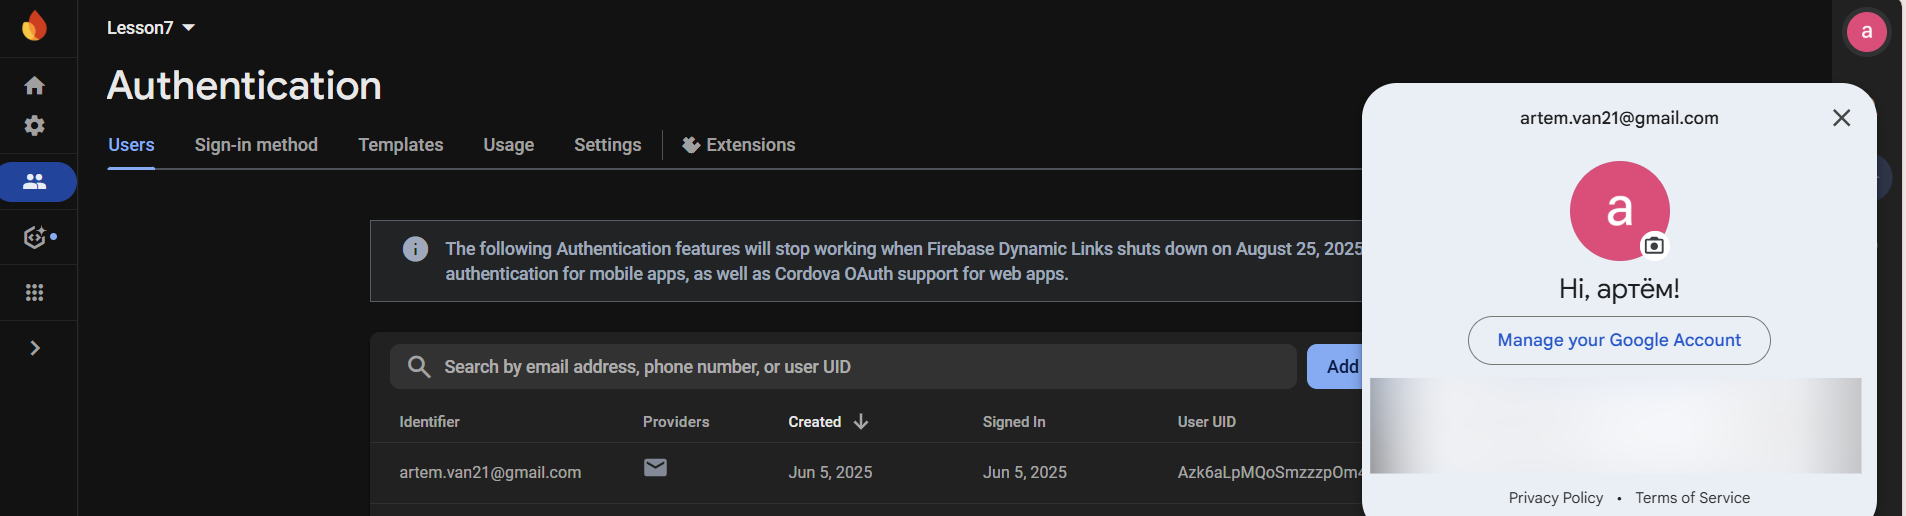 Lesson7
a
Authentication
Users
Sign-in method
Templates
Usage
Settings
Extensions
The following Authentication features will stop working when Firebase Dynamic Links shuts down on August 25, 2025
authentication for mobile apps, as well as Cordova OAuth support for web apps.
Search by email address, phone number, or user UID
Add
Identifier
Providers
Created
Signed In
User UID
artem.van21@gmail.com
Jun 5, 2025
Jun 5, 2025
Azk6aLpMQoSmzzzpOm4
artem.van21@gmail.com
a
Hi, артём!
Manage your Google Account
Privacy Policy • Terms of Service